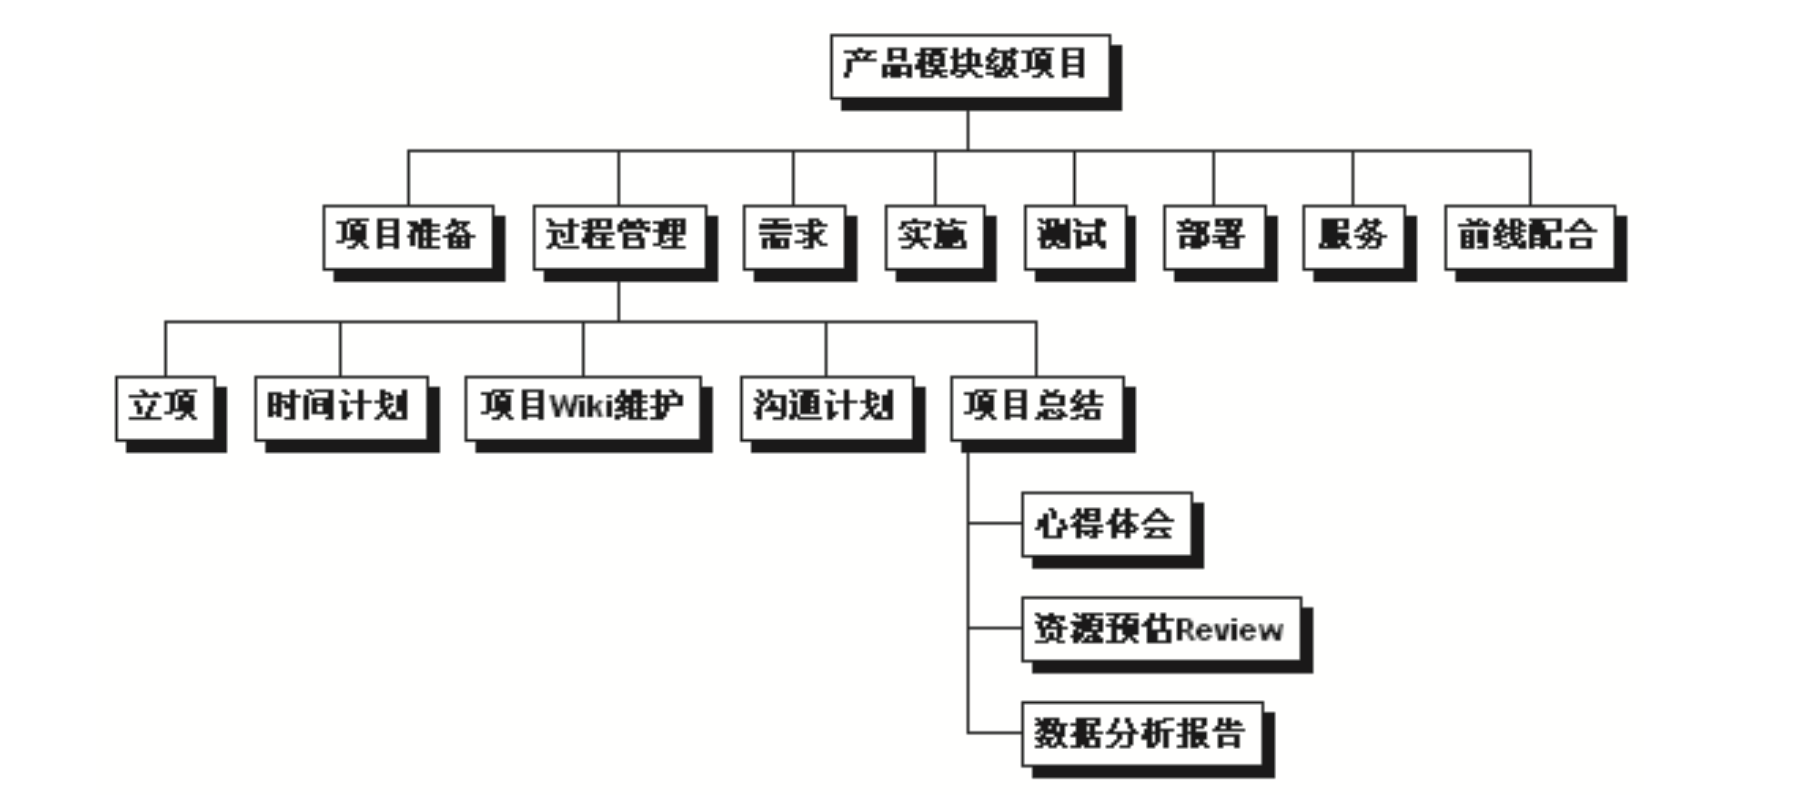 产品模块级项目
项目准备
过程管理
需求
实施
测试
部署
服务
前线配合
立项
时间计划
项目Wiki维护
沟通计划
项目总结
心得体会
资源预估Review
数据分析报告